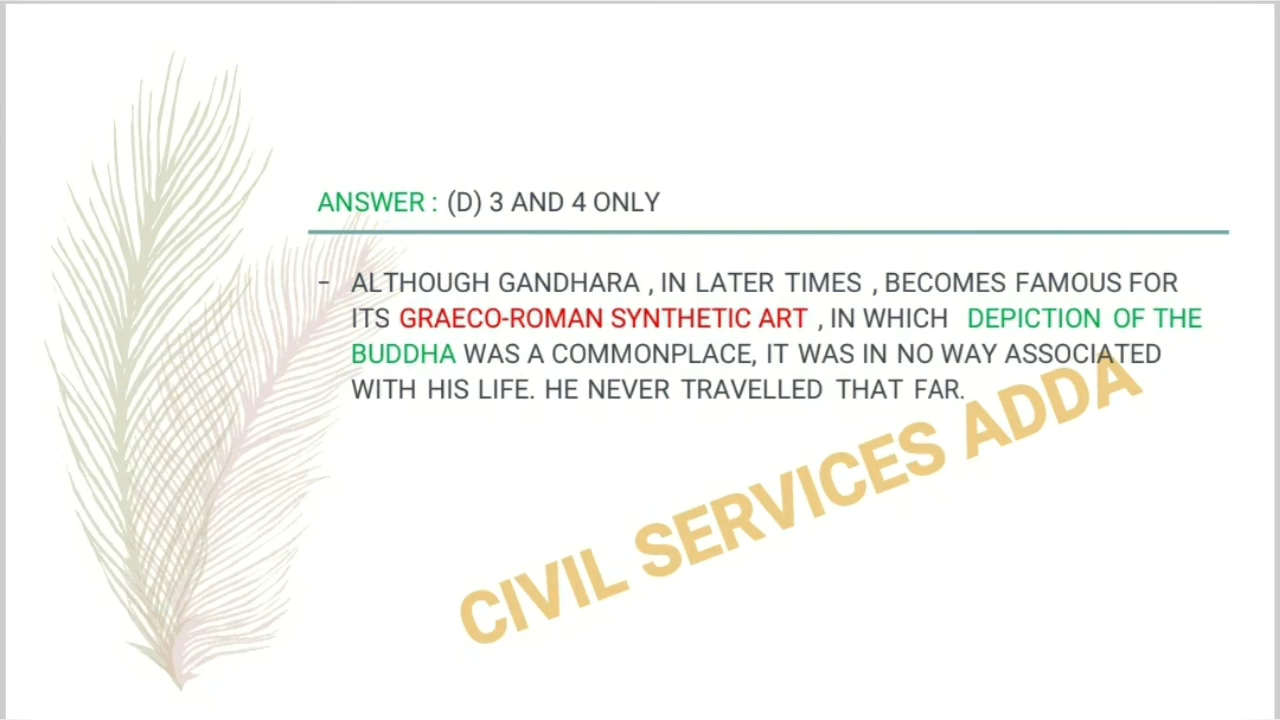 ANSWER : (D) 3 AND 4 ONLY
- ALTHOUGH GANDHARA , IN LATER TIMES , BECOMES FAMOUS FOR
ITS GRAECO-ROMAN SYNTHETIC ART , IN WHICH DEPICTION OF THE
BUDDHA WAS A COMMONPLACE, IT WAS IN NO WAY ASSOCIATED
WITH HIS LIFE. HE NEVER TRAVELLED THAT FAR.
CIVIL SERVICES ADDA